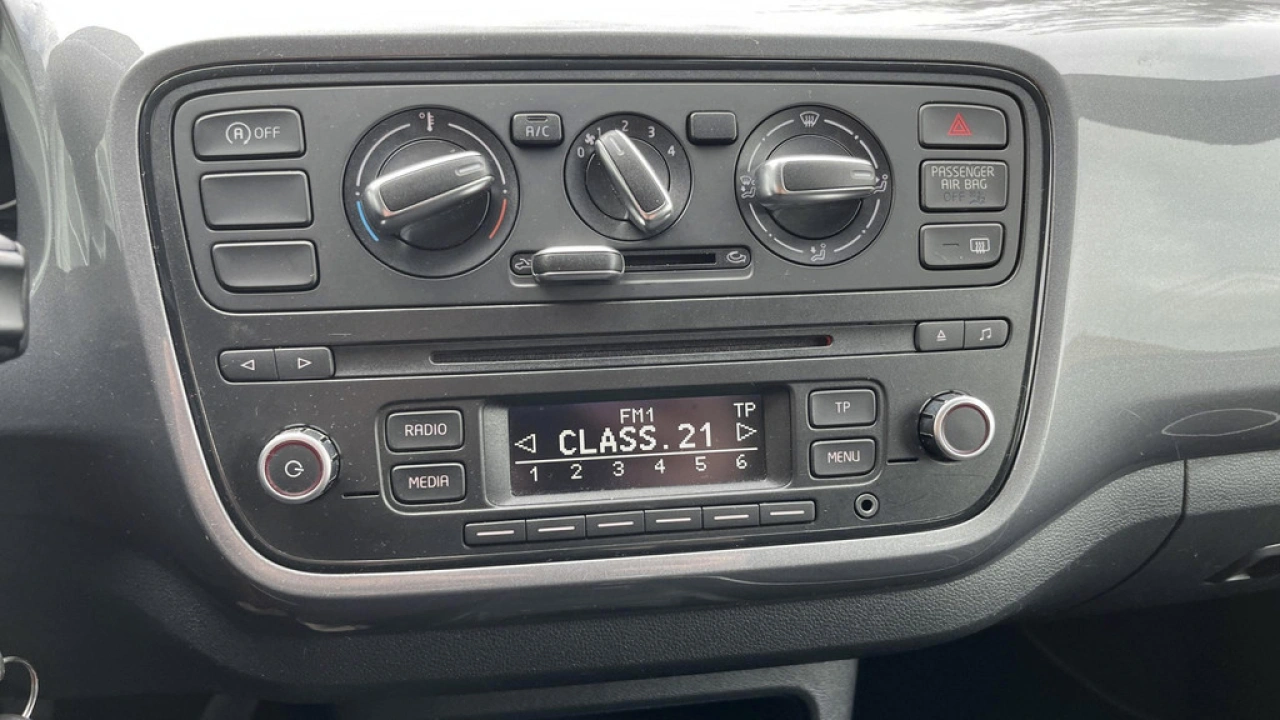 A OFF
A/C
0 1 2 3 4
PASSENGER
AIR BAG
OFF
RADIO
MEDIA
FM1
TP
CLASS.21
1 2 3 4 5 6
TP
MENU